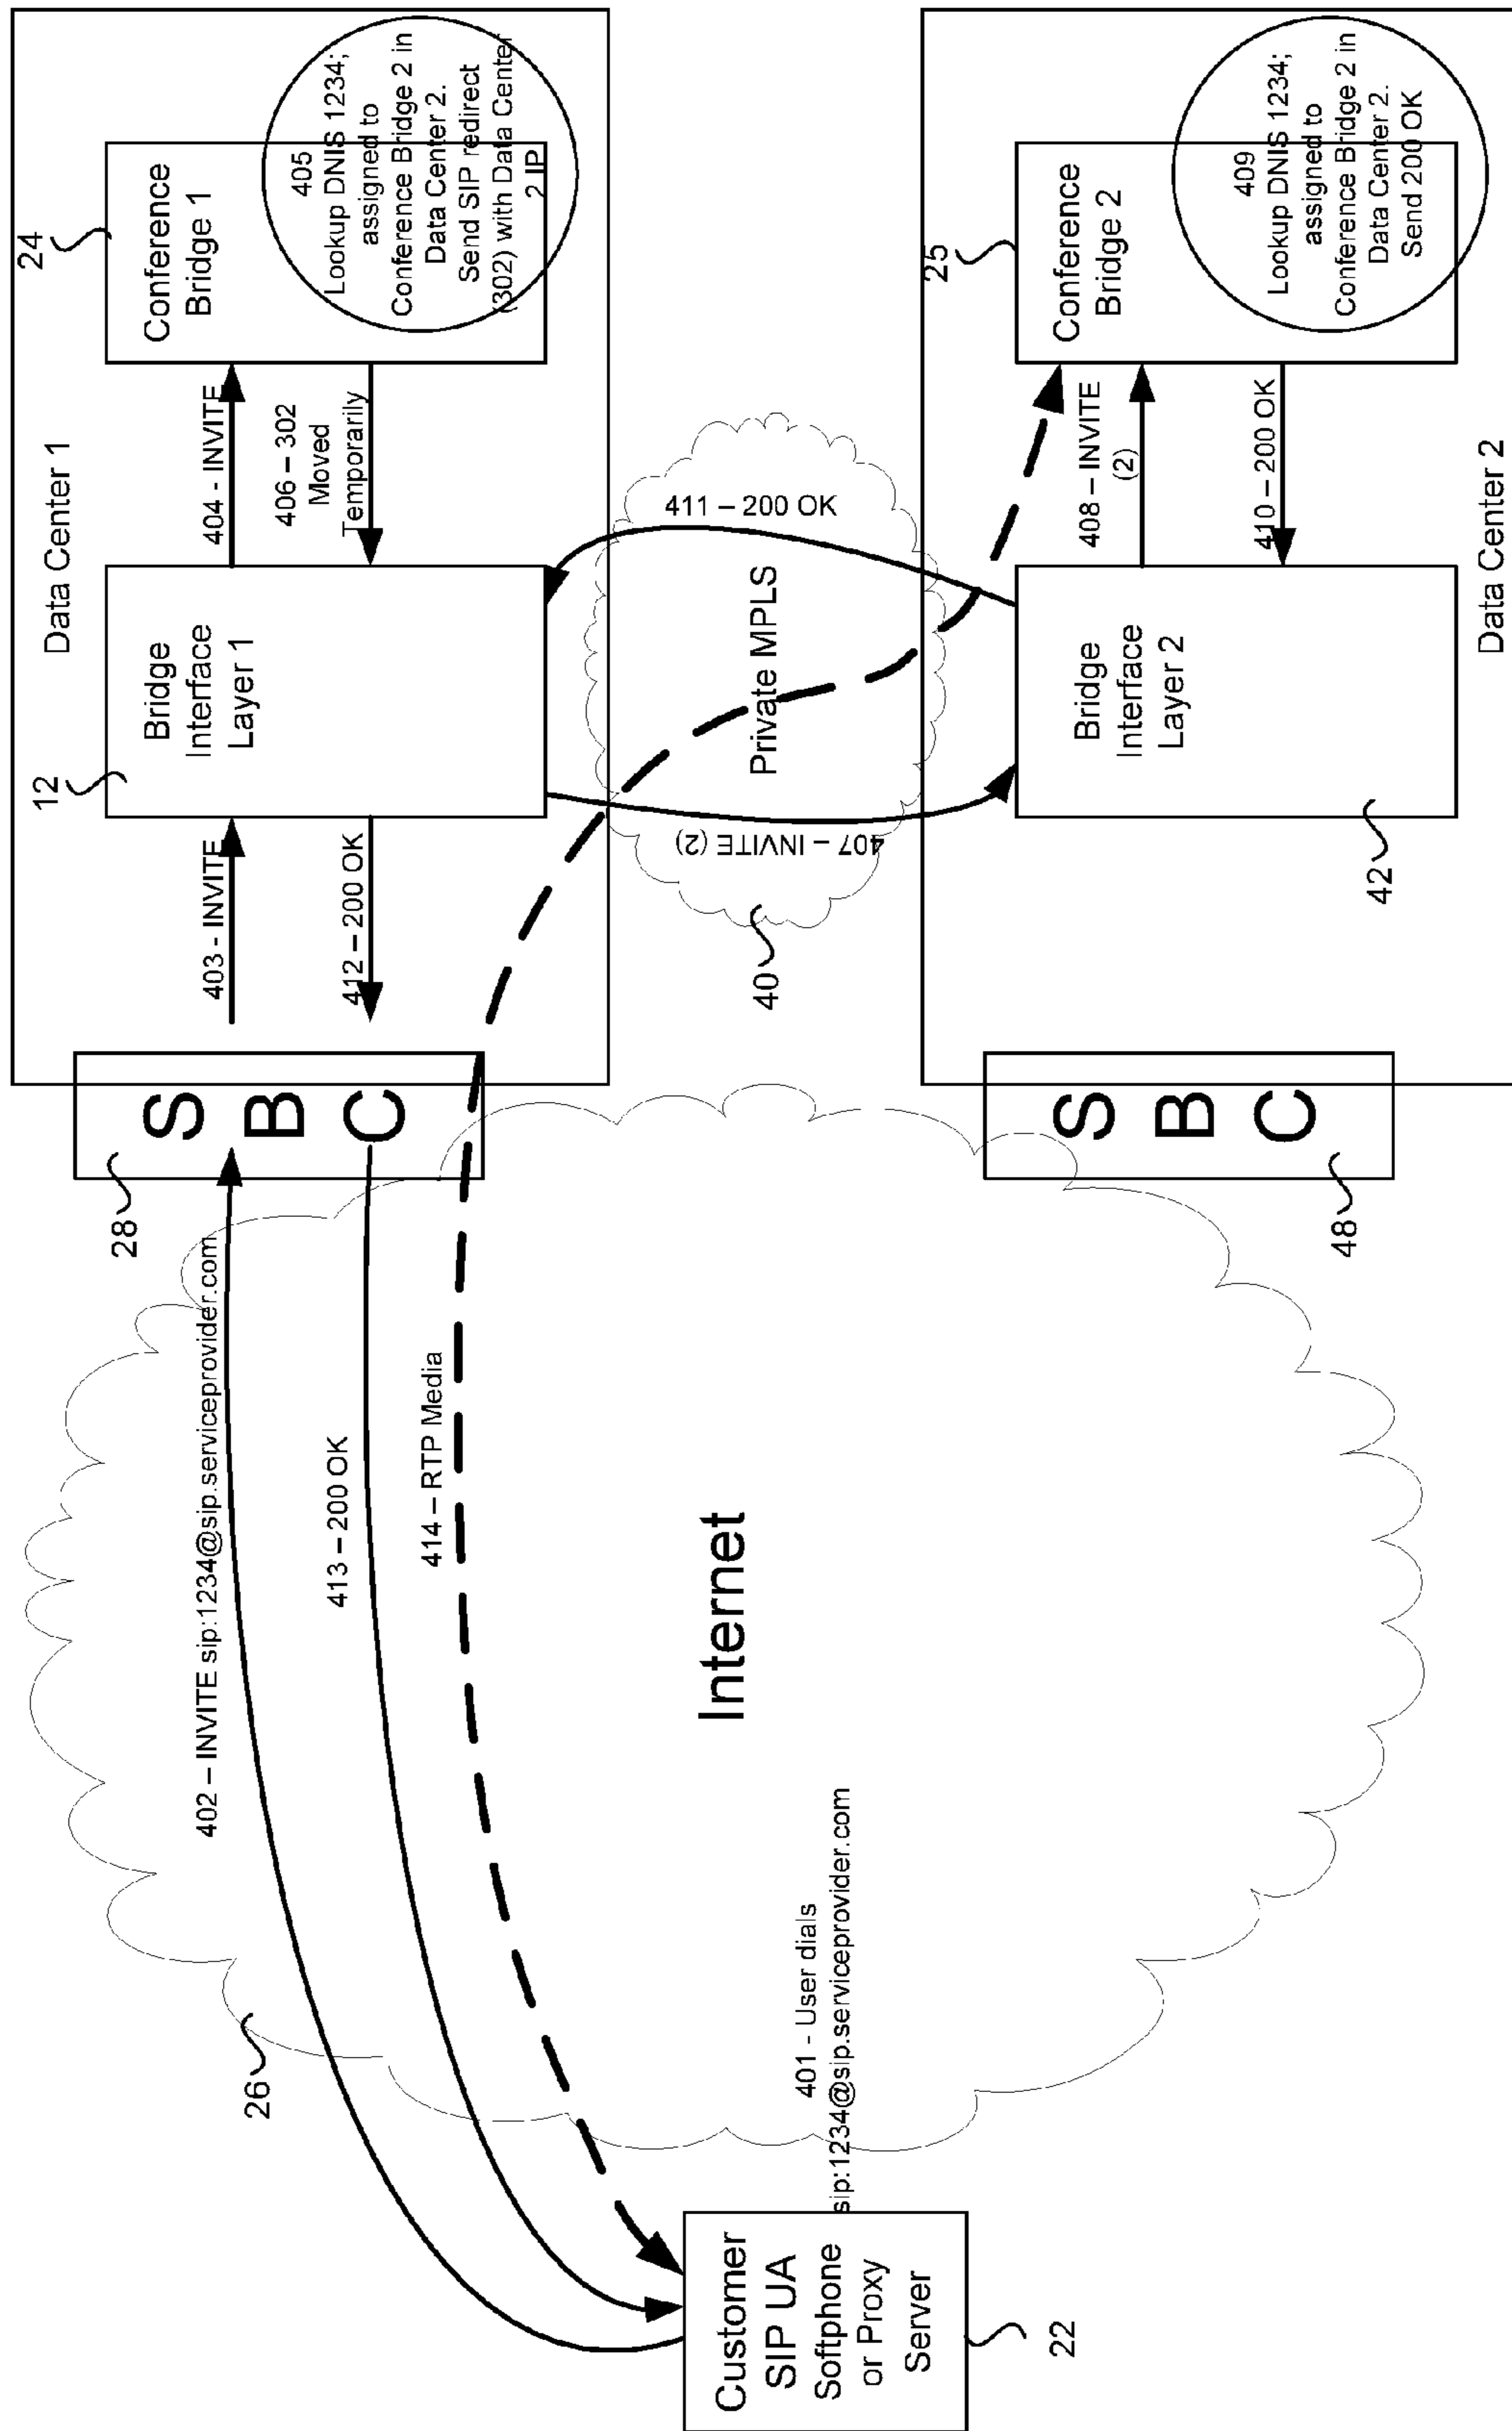 Data Center 1
24
Conference
Bridge 1
405
Lookup DNIS 1234;
assigned to
Conference Bridge 2 in
Data Center 2.
Send SIP redirect
(302) with Data Center
2 IP
404 - INVITE
406 – 302
Moved
Temporarily
12
Bridge
Interface
Layer 1
403 - INVITE
412 – 200 OK
28
S
B
C
402 – INVITE sip:1234@sip.serviceprovider.com
413 – 200 OK
414 – RTP Media
26
Internet
401 - User dials
sip:1234@sip.serviceprovider.com
Customer
SIP UA
Softphone
or Proxy
Server
22
411 – 200 OK
Private MPLS
407 – INVITE (2)
40
25
Conference
Bridge 2
409
Lookup DNIS 1234;
assigned to
Conference Bridge 2 in
Data Center 2.
Send 200 OK
408 – INVITE
(2)
410 – 200 OK
Bridge
Interface
Layer 2
42
Data Center 2
S
B
C
48